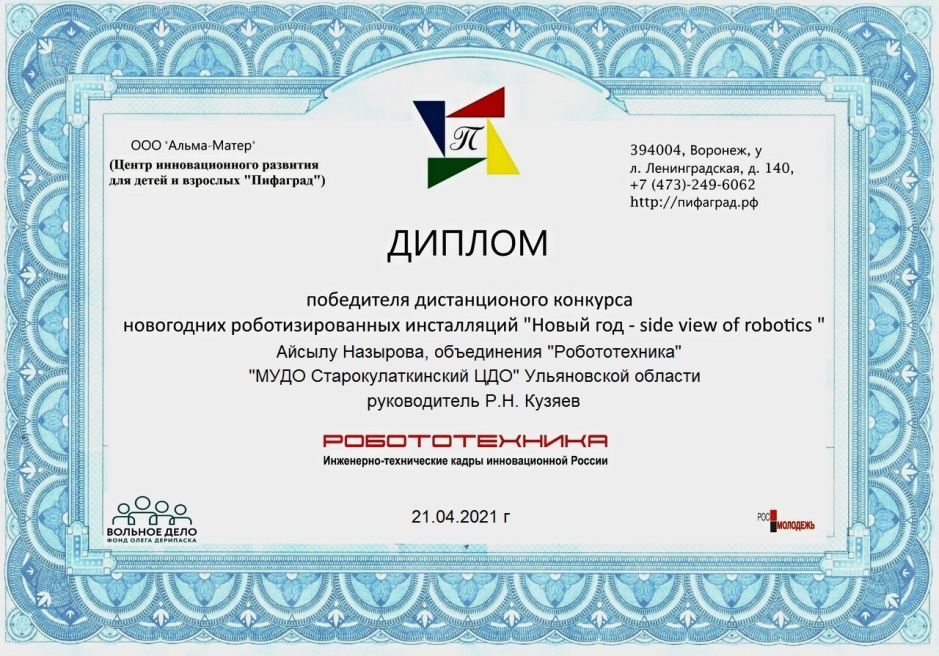 ООО "Альма-Матер"
(Центр инновационного развития
для детей и взрослых "Пифаград")
П
394004, Воронеж, у
л. Ленинградская, д. 140,
+7 (473)-249-6062
http://пифаград.рф
ДИПЛОМ
победителя дистанционого конкурса
новогодних роботизированных инсталляций "Новый год - side view of robotics "
Айсылу Назырова, объединения "Робототехника"
"МУДО Старокулаткинский ЦДО" Ульяновской области
руководитель Р.Н. Кузяев
РОБОТОТЕХНИКА
Инженерно-технические кадры инновационной России
ВОЛЬНОЕ ДЕЛО
ФОНД ОЛЕГА ДЕРИПАСКА
21.04.2021 г
РОС
МОЛОДЕЖЬ